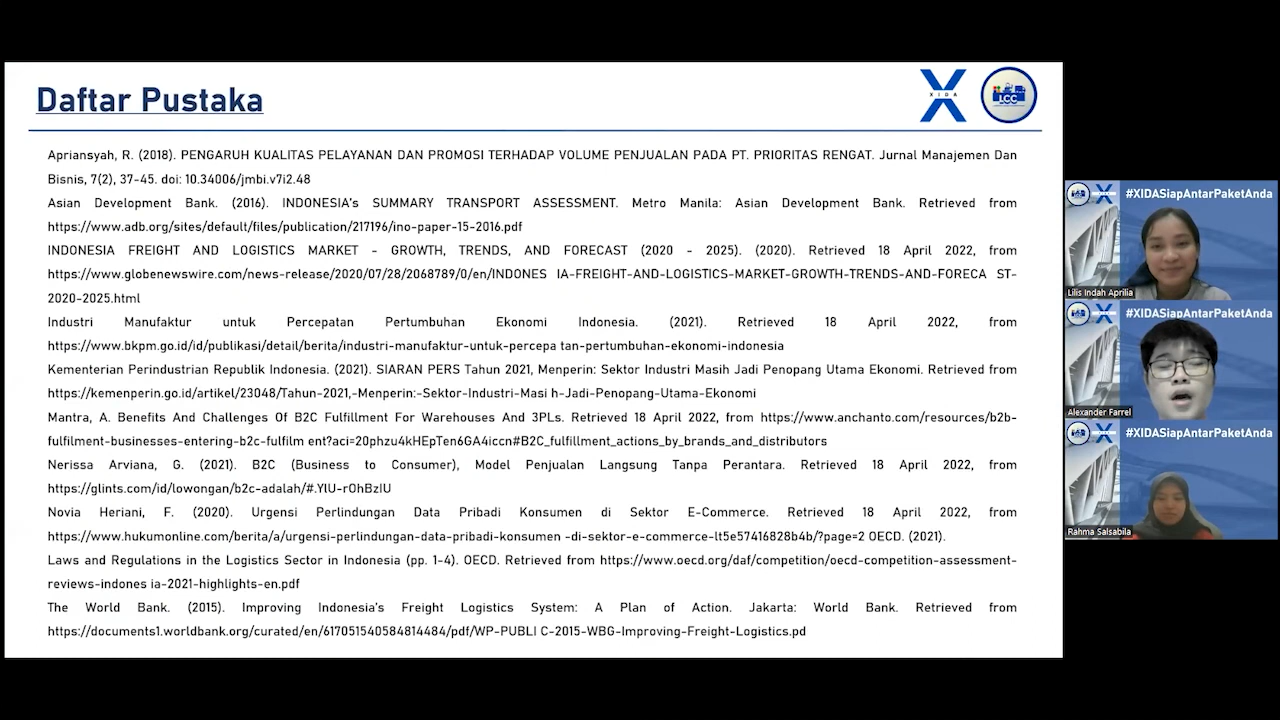 Daftar Pustaka
XIDA
LCC
Apriansyah, R. (2018). PENGARUH KUALITAS PELAYANAN DAN PROMOSI TERHADAP VOLUME PENJUALAN PADA PT. PRIORITAS RENGAT. Jurnal Manajemen Dan
Bisnis, 7(2), 37-45. doi: 10.34006/jmbi.v7i2.48
Asian Development Bank. (2016). INDONESIA's SUMMARY TRANSPORT ASSESSMENT. Metro Manila: Asian Development Bank. Retrieved from
https://www.adb.org/sites/default/files/publication/217196/ino-paper-15-2016.pdf
INDONESIA FREIGHT AND LOGISTICS MARKET - GROWTH, TRENDS, AND FORECAST (2020 - 2025). (2020). Retrieved 18 April 2022, from
https://www.globenewswire.com/news-release/2020/07/28/2068789/0/en/INDONES IA-FREIGHT-AND-LOGISTICS-MARKET-GROWTH-TRENDS-AND-FORECA ST-
2020-2025.html
Industri Manufaktur untuk Percepatan Pertumbuhan Ekonomi Indonesia. (2021). Retrieved 18 April 2022, from
https://www.bkpm.go.id/id/publikasi/detail/berita/industri-manufaktur-untuk-percepa tan-pertumbuhan-ekonomi-indonesia
Kementerian Perindustrian Republik Indonesia. (2021). SIARAN PERS Tahun 2021, Menperin: Sektor Industri Masih Jadi Penopang Utama Ekonomi. Retrieved from
https://kemenperin.go.id/artikel/23048/Tahun-2021,-Menperin:-Sektor-Industri-Masi h-Jadi-Penopang-Utama-Ekonomi
Mantra, A. Benefits And Challenges Of B2C Fulfillment For Warehouses And 3PLs. Retrieved 18 April 2022, from https://www.anchanto.com/resources/b2b-
fulfilment-businesses-entering-b2c-fulfilm ent?aci=20phzu4kHEpTen6GA4iccn#B2C_fulfillment_actions_by_brands_and_distributors
Nerissa Arviana, G. (2021). B2C (Business to Consumer), Model Penjualan Langsung Tanpa Perantara. Retrieved 18 April 2022, from
https://glints.com/id/lowongan/b2c-adalah/#.YlU-rOhBzIU
Novia Heriani, F. (2020). Urgensi Perlindungan Data Pribadi Konsumen di Sektor E-Commerce. Retrieved 18 April 2022, from
https://www.hukumonline.com/berita/a/urgensi-perlindungan-data-pribadi-konsumen -di-sektor-e-commerce-lt5e57416828b4b/?page=2 OECD. (2021).
Laws and Regulations in the Logistics Sector in Indonesia (pp. 1-4). OECD. Retrieved from https://www.oecd.org/daf/competition/oecd-competition-assessment-
reviews-indones ia-2021-highlights-en.pdf
The World Bank. (2015). Improving Indonesia's Freight Logistics System: A Plan of Action. Jakarta: World Bank. Retrieved from
https://documents1.worldbank.org/curated/en/617051540584814484/pdf/WP-PUBLI C-2015-WBG-Improving-Freight-Logistics.pd
#XIDASiapAntarPaketAnda
Lilis Indah Aprilia
#XIDASiapAntarPaketAnda
Alexander Farrel
#XIDASiapAntarPaketAnda
Rahma Salsabila